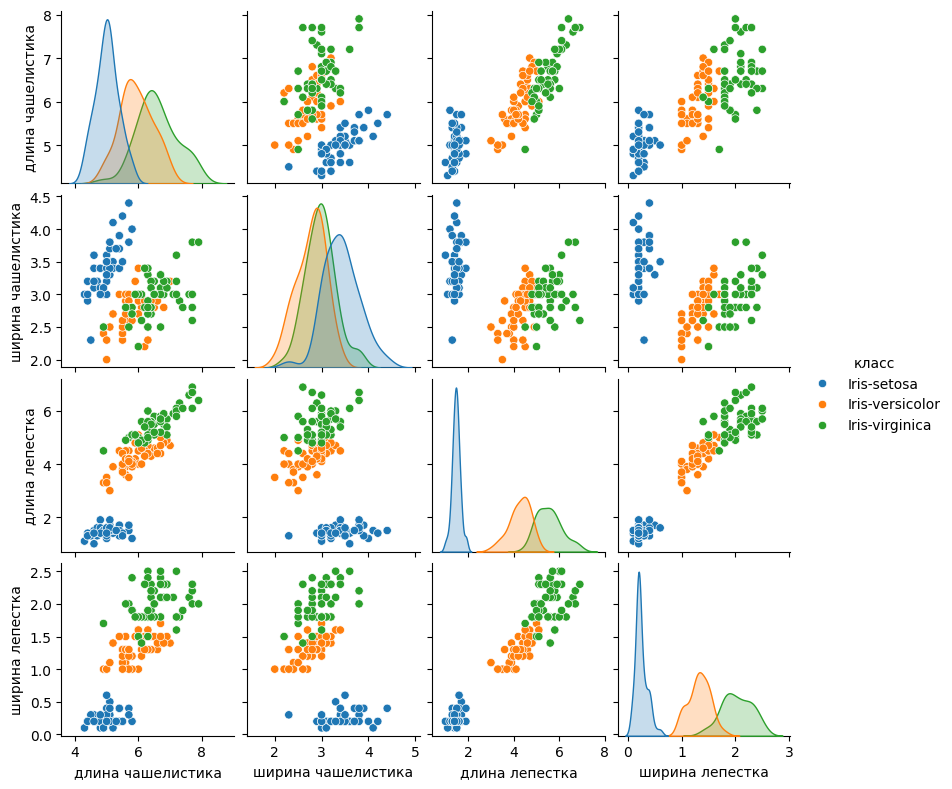 8
7
6
5
длина чашелистика
4.5
4.0
3.5
3.0
2.5
2.0
ширина чашелистика
класс
Iris-setosa
Iris-versicolor
Iris-virginica
6
4
2
длина лепестка
2.5
2.0
1.5
1.0
0.5
0.0
ширина лепестка
4 6 8
2 3 4 5
2 4 6 8
0 1 2 3
длина чашелистика
ширина чашелистика
длина лепестка
ширина лепестка